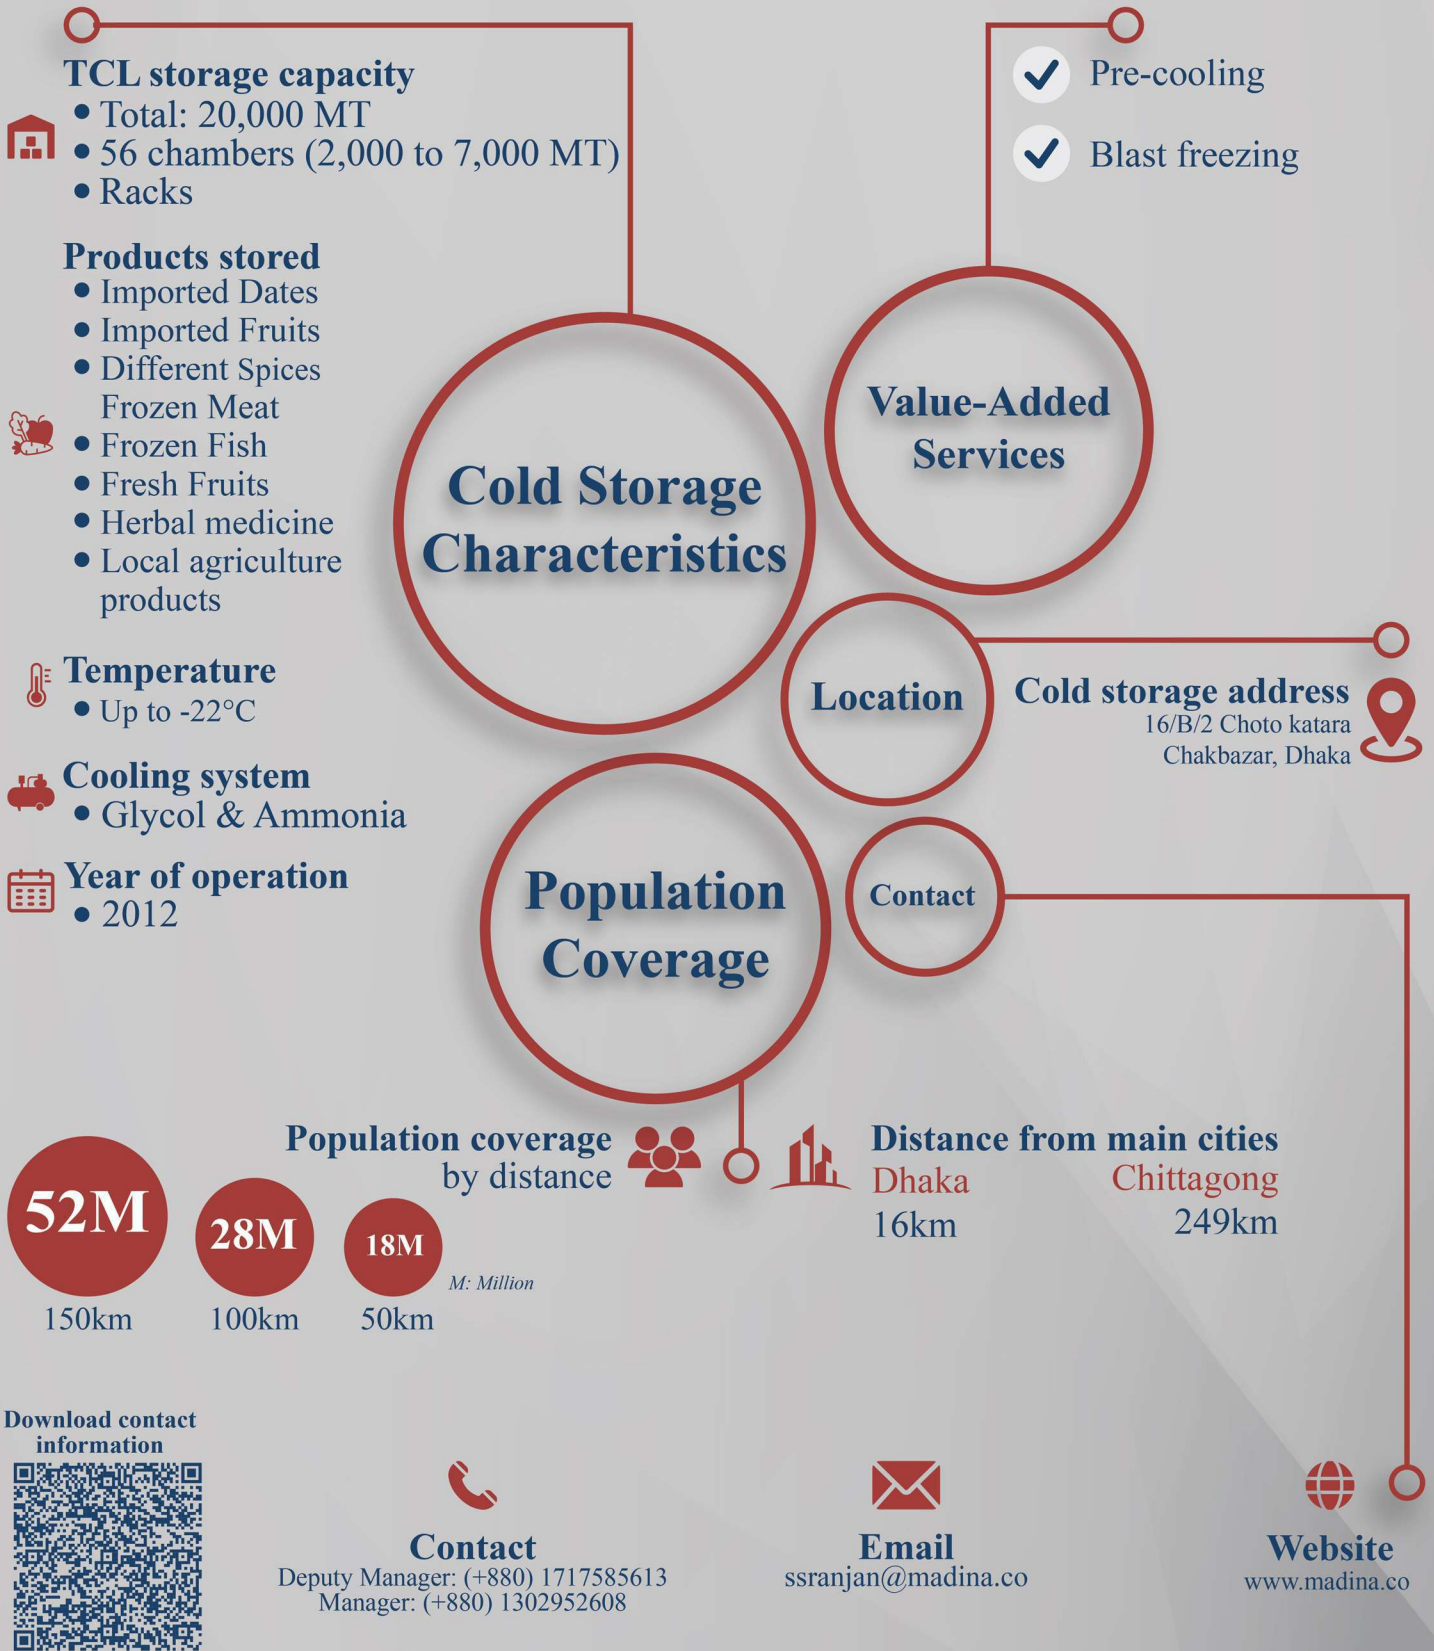 TCL storage capacity
• Total: 20,000 MT
• 56 chambers (2,000 to 7,000 MT)
• Racks
Products stored
• Imported Dates
• Imported Fruits
• Different Spices
Frozen Meat
• Frozen Fish
• Fresh Fruits
• Herbal medicine
• Local agriculture
products
Temperature
• Up to -22°C
Cooling system
• Glycol & Ammonia
Year of operation
• 2012
Cold Storage
Characteristics
Pre-cooling
Blast freezing
Value-Added
Services
Location
Cold storage address
16/B/2 Choto katara
Chakbazar, Dhaka
Population
Coverage
Contact
Population coverage
by distance
52M
28M
18M
M: Million
150km
100km
50km
Distance from main cities
Dhaka
Chittagong
16km
249km
Download contact
information
Contact
Deputy Manager: (+880) 1717585613
Manager: (+880) 1302952608
Email
ssranjan@madina.co
Website
www.madina.co